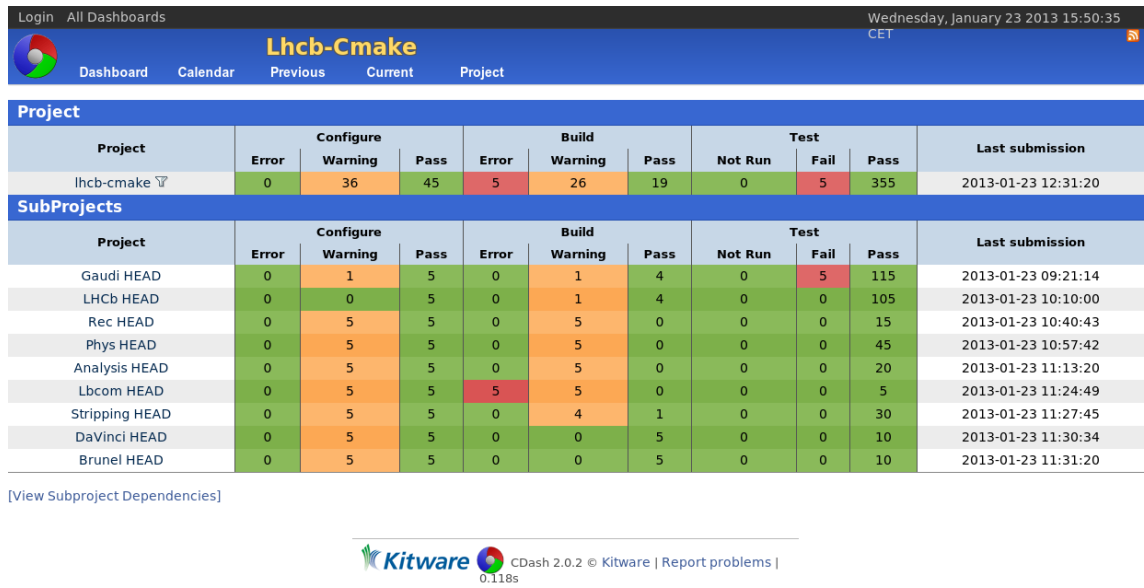 Login All Dashboards Wednesday, January 23 2013 15:50:35
CET
Lhcb-Cmake
Dashboard Calendar Previous Current Project
Project
Project Configure Build Test Last submission
Error Warning Pass Error Warning Pass Not Run Fail Pass
lhcb-cmake 0 36 45 5 26 19 0 5 355 2013-01-23 12:31:20
SubProjects
Project Configure Build Test Last submission
Error Warning Pass Error Warning Pass Not Run Fail Pass
Gaudi HEAD 0 1 5 0 1 4 0 5 115 2013-01-23 09:21:14
LHCb HEAD 0 0 5 0 1 4 0 0 105 2013-01-23 10:10:00
Rec HEAD 0 5 5 0 5 0 0 0 15 2013-01-23 10:40:43
Phys HEAD 0 5 5 0 5 0 0 0 45 2013-01-23 10:57:42
Analysis HEAD 0 5 5 0 5 0 0 0 20 2013-01-23 11:13:20
Lbcom HEAD 0 5 5 5 5 0 0 0 5 2013-01-23 11:24:49
Stripping HEAD 0 5 5 0 4 1 0 0 30 2013-01-23 11:27:45
DaVinci HEAD 0 5 5 0 0 5 0 0 10 2013-01-23 11:30:34
Brunel HEAD 0 5 5 0 0 5 0 0 10 2013-01-23 11:31:20
[View Subproject Dependencies]
Kitware CDash 2.0.2 © Kitware | Report problems |
0.118s